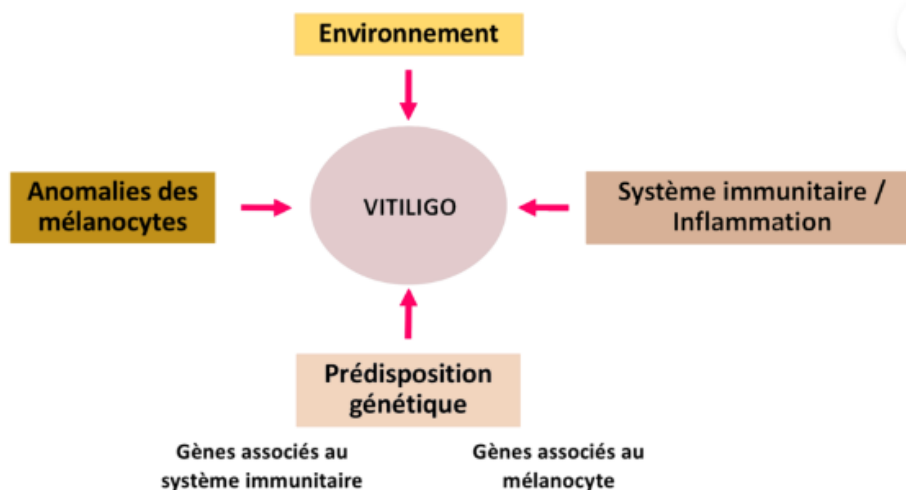 Environnement
Anomalies des
mélanocytes
VITILIGO
Système immunitaire /
Inflammation
Prédisposition
génétique
Gènes associés au
système immunitaire
Gènes associés au
mélanocyte